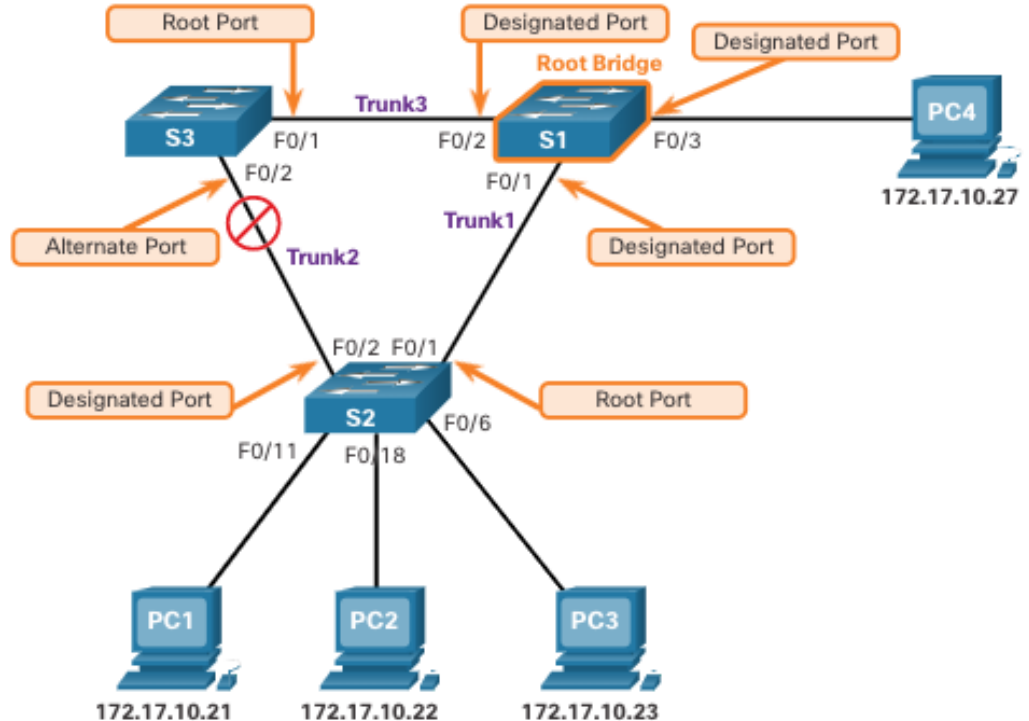 Root Port
Designated Port
Designated Port
Root Bridge
Trunk3
PC4
S3
F0/1
F0/2
S1
F0/3
F0/2
F0/1
172.17.10.27
Trunk1
Alternate Port
Trunk2
Designated Port
F0/2
F0/1
Designated Port
Root Port
S2
F0/6
F0/11
F0/18
PC1
PC2
PC3
172.17.10.21
172.17.10.22
172.17.10.23